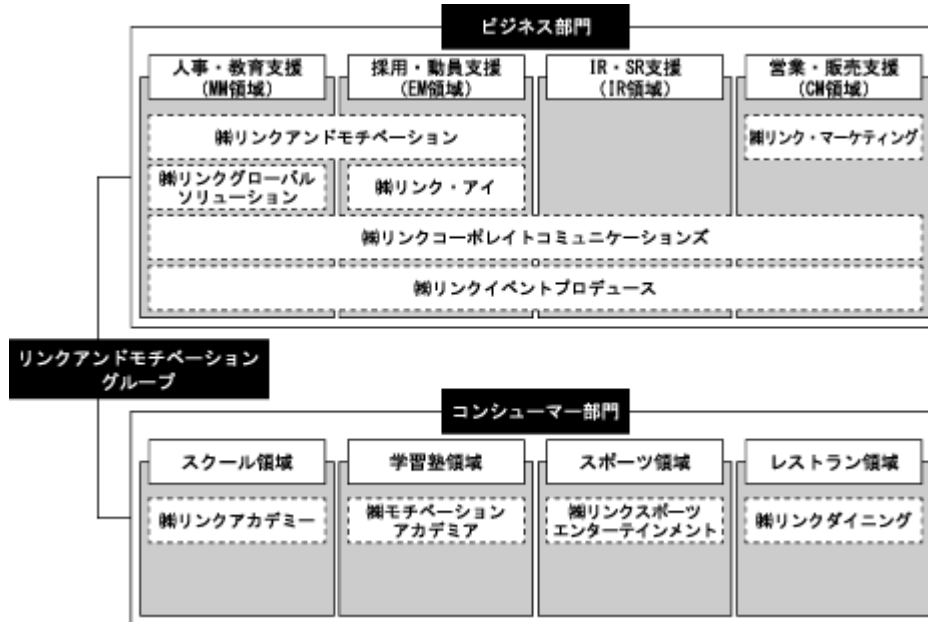 ビジネス部門
人事・教育支援
(MM領域)
採用・動員支援
(EM領域)
IR・SR支援
(IR領域)
営業・販売支援
(CM領域)
㈱リンクアンドモチベーション
㈱リンク・マーケティング
㈱リンクグローバル
ソリューション
㈱リンク・アイ
㈱リンクコーポレイトコミュニケーションズ
㈱リンクイベントプロデュース
リンクアンドモチベーション
グループ
コンシューマー部門
スクール領域
学習塾領域
スポーツ領域
レストラン領域
㈱リンクアカデミー
㈱モチベーション
アカデミア
㈱リンクスポーツ
エンターテインメント
㈱リンクダイニング